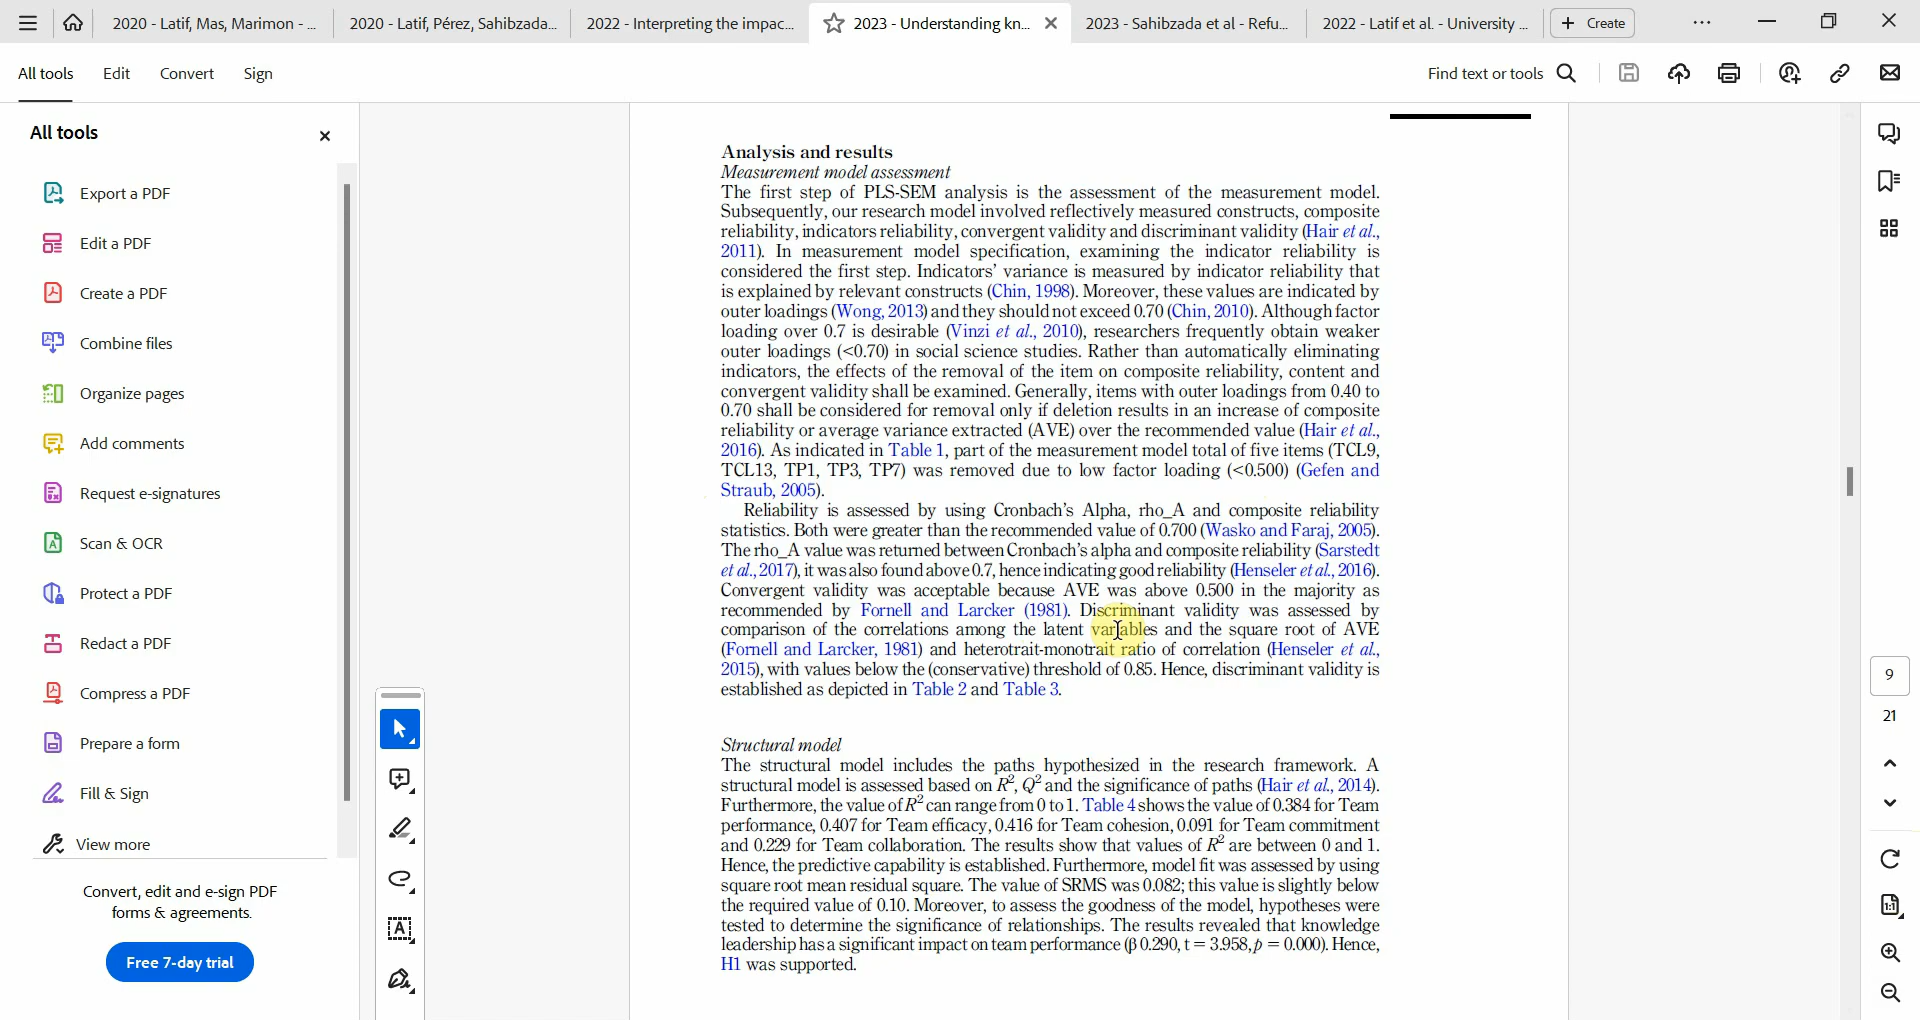 2020 - Latif, Mas, Marimon - ...
2020 - Latif, Pérez, Sahibzada...
2022 - Interpreting the impac...
2023 - Understanding kn...
2023 - Sahibzada et al - Refu...
2022 - Latif et al. - University ...
Create
All tools
Edit
Convert
Sign
Find text or tools
All tools
Export a PDF
Edit a PDF
Create a PDF
Combine files
Organize pages
Add comments
Request e-signatures
Scan & OCR
Protect a PDF
Redact a PDF
Compress a PDF
Prepare a form
Fill & Sign
View more
Convert, edit and e-sign PDF
forms & agreements.
Free 7-day trial
Analysis and results
Measurement model assessment
The first step of PLS-SEM analysis is the assessment of the measurement model.
Subsequently, our research model involved reflectively measured constructs, composite
reliability, indicators reliability, convergent validity and discriminant validity (Hair et al.,
2011). In measurement model specification, examining the indicator reliability is
considered the first step. Indicators' variance is measured by indicator reliability that
is explained by relevant constructs (Chin, 1998). Moreover, these values are indicated by
outer loadings (Wong, 2013) and they should not exceed 0.70 (Chin, 2010). Although factor
loading over 0.7 is desirable (Vinzi et al., 2010), researchers frequently obtain weaker
outer loadings (<0.70) in social science studies. Rather than automatically eliminating
indicators, the effects of the removal of the item on composite reliability, content and
convergent validity shall be examined. Generally, items with outer loadings from 0.40 to
0.70 shall be considered for removal only if deletion results in an increase of composite
reliability or average variance extracted (AVE) over the recommended value (Hair et al.,
2016). As indicated in Table 1, part of the measurement model total of five items (TCL9,
TCL13, TP1, TP3, TP7) was removed due to low factor loading (<0.500) (Gefen and
Straub, 2005).
Reliability is assessed by using Cronbach's Alpha, rho_A and composite reliability
statistics. Both were greater than the recommended value of 0.700 (Wasko and Faraj, 2005).
The rho_A value was returned between Cronbach's alpha and composite reliability (Sarstedt
et al., 2017), it was also found above 0.7, hence indicating good reliability (Henseler et al., 2016).
Convergent validity was acceptable because AVE was above 0.500 in the majority as
recommended by Fornell and Larcker (1981). Discriminant validity was assessed by
comparison of the correlations among the latent variables and the square root of AVE
(Fornell and Larcker, 1981) and heterotrait-monotrait ratio of correlation (Henseler et al.,
2015), with values below the (conservative) threshold of 0.85. Hence, discriminant validity is
established as depicted in Table 2 and Table 3.
Structural model
The structural model includes the paths hypothesized in the research framework. A
structural model is assessed based on R², Q² and the significance of paths (Hair et al., 2014).
Furthermore, the value of R² can range from 0 to 1. Table 4 shows the value of 0.384 for Team
performance, 0.407 for Team efficacy, 0.416 for Team cohesion, 0.091 for Team commitment
and 0.229 for Team collaboration. The results show that values of R² are between 0 and 1.
Hence, the predictive capability is established. Furthermore, model fit was assessed by using
square root mean residual square. The value of SRMS was 0.082; this value is slightly below
the required value of 0.10. Moreover, to assess the goodness of the model, hypotheses were
tested to determine the significance of relationships. The results revealed that knowledge
leadership has a significant impact on team performance (β 0.290, t = 3.958, p = 0.000). Hence,
H1 was supported.
9
21